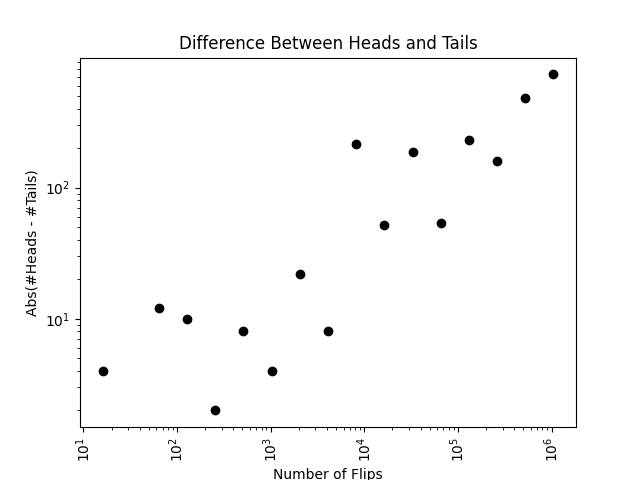 Difference Between Heads and Tails
Abs(#Heads - #Tails)
10²
10¹
10¹ 10² 10³ 10⁴ 10⁵ 10⁶
Number of Flips